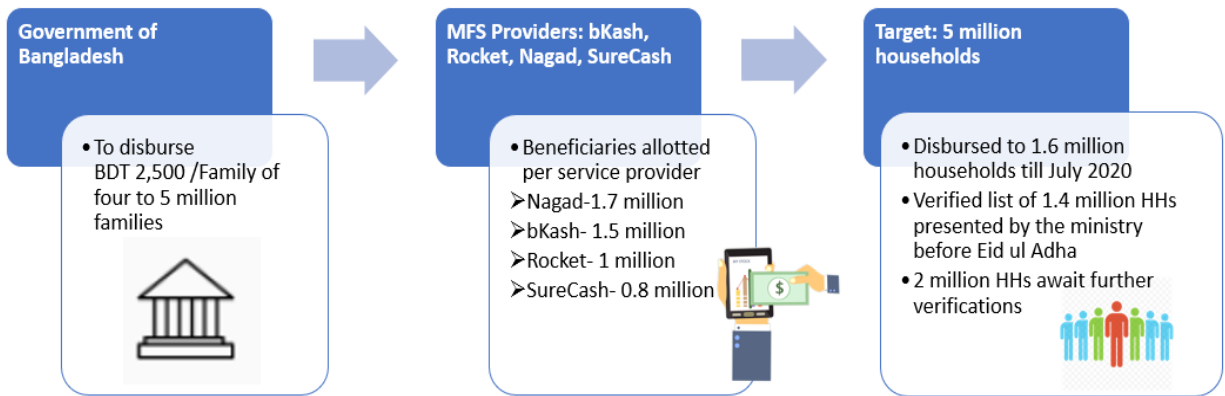 Government of
Bangladesh
• To disburse
BDT 2,500 /Family of
four to 5 million
families
MFS Providers: bKash,
Rocket, Nagad, SureCash
• Beneficiaries allotted
per service provider
➢Nagad-1.7 million
➢bKash- 1.5 million
➢Rocket- 1 million
➢SureCash- 0.8 million
$
Target: 5 million
households
• Disbursed to 1.6 million
households till July 2020
• Verified list of 1.4 million HHs
presented by the ministry
before Eid ul Adha
• 2 million HHs await further
verifications